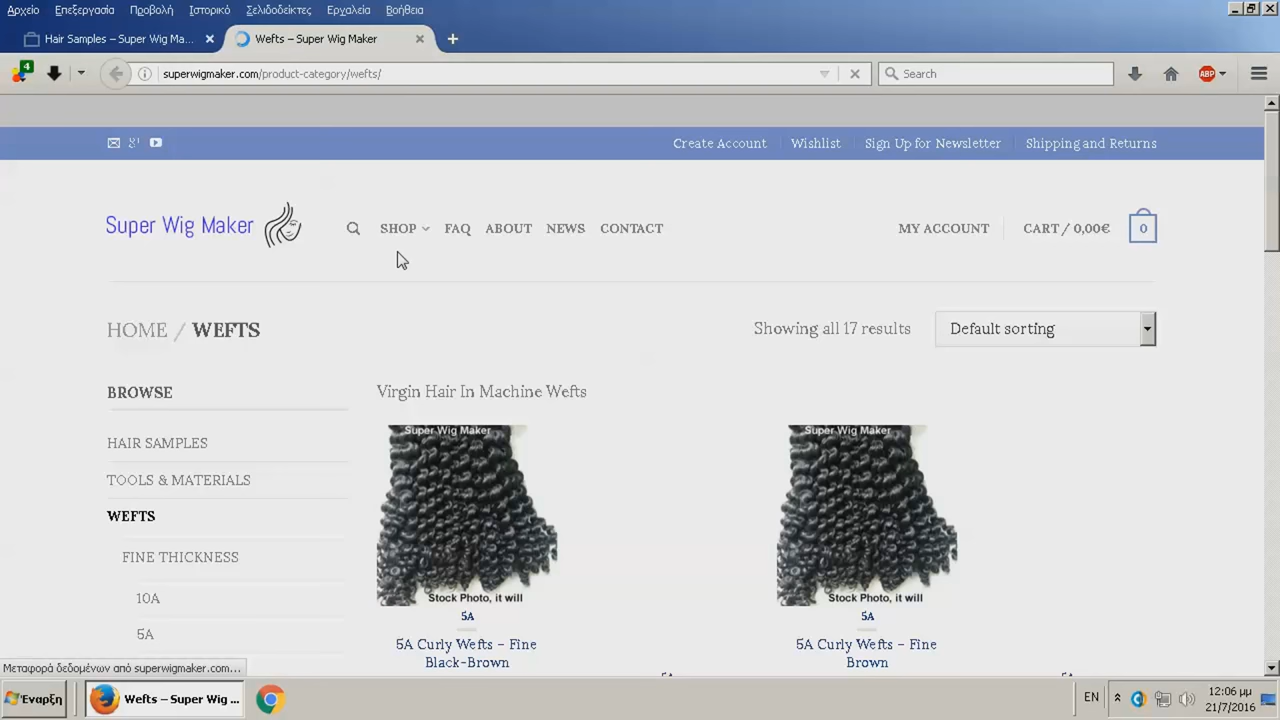 Αρχείο Επεξεργασία Προβολή Ιστορικό Σελιδοδείκτες Εργαλεία Βοήθεια
Hair Samples – Super Wig Ma... Wefts – Super Wig Maker
4 superwigmaker.com/product-category/wefts/ Search ABP
Create Account Wishlist Sign Up for Newsletter Shipping and Returns
Super Wig Maker SHOP FAQ ABOUT NEWS CONTACT MY ACCOUNT CART / 0,00€ 0
HOME / WEFTS Showing all 17 results Default sorting
BROWSE Virgin Hair In Machine Wefts
Super Wig Maker Super Wig Maker
HAIR SAMPLES
TOOLS & MATERIALS
WEFTS
FINE THICKNESS
10A Stock Photo, it will Stock Photo, it will
5A 5A 5A
5A Curly Wefts – Fine Black-Brown
5A Curly Wefts – Fine Brown
Μεταφορά δεδομένων από superwigmaker.com...
Έναρξη Wefts – Super Wig ... EN 12:06 μμ
21/7/2016